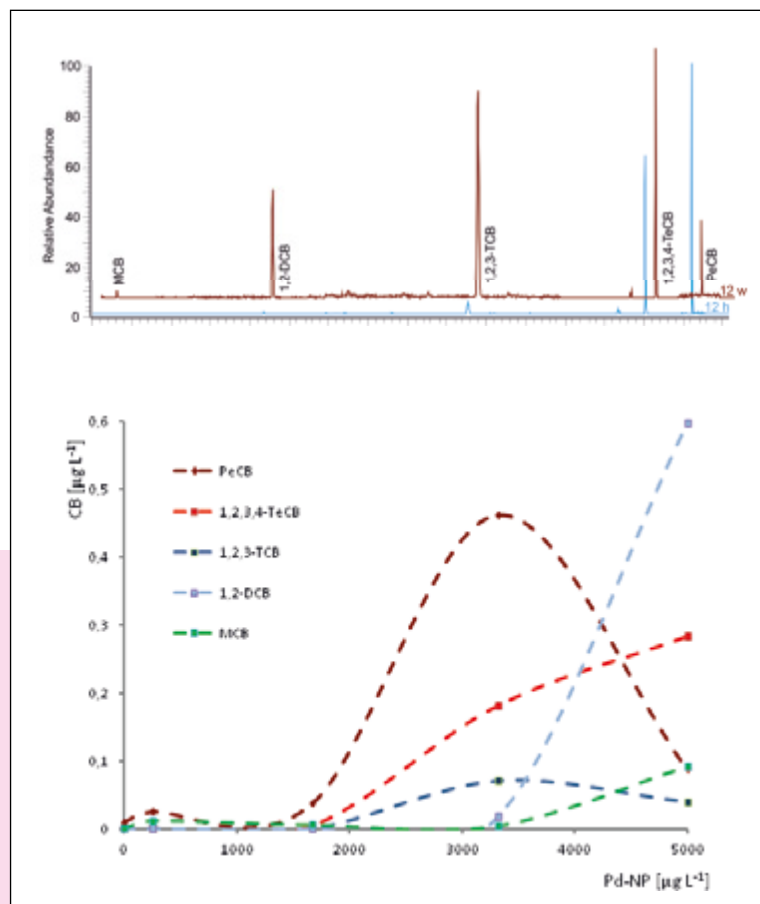 100
80
60
40
20
0
Relative Abundandance
MCB
1,2-DCB
1,2,3-TCB
1,2,3,4-TeCB
PeCB
12 w
12 h
0,6
0,5
0,4
0,3
0,2
0,1
0
CB [µg L⁻¹]
PeCB
1,2,3,4-TeCB
1,2,3-TCB
1,2-DCB
MCB
0 1000 2000 3000 4000 5000
Pd-NP [µg L⁻¹]